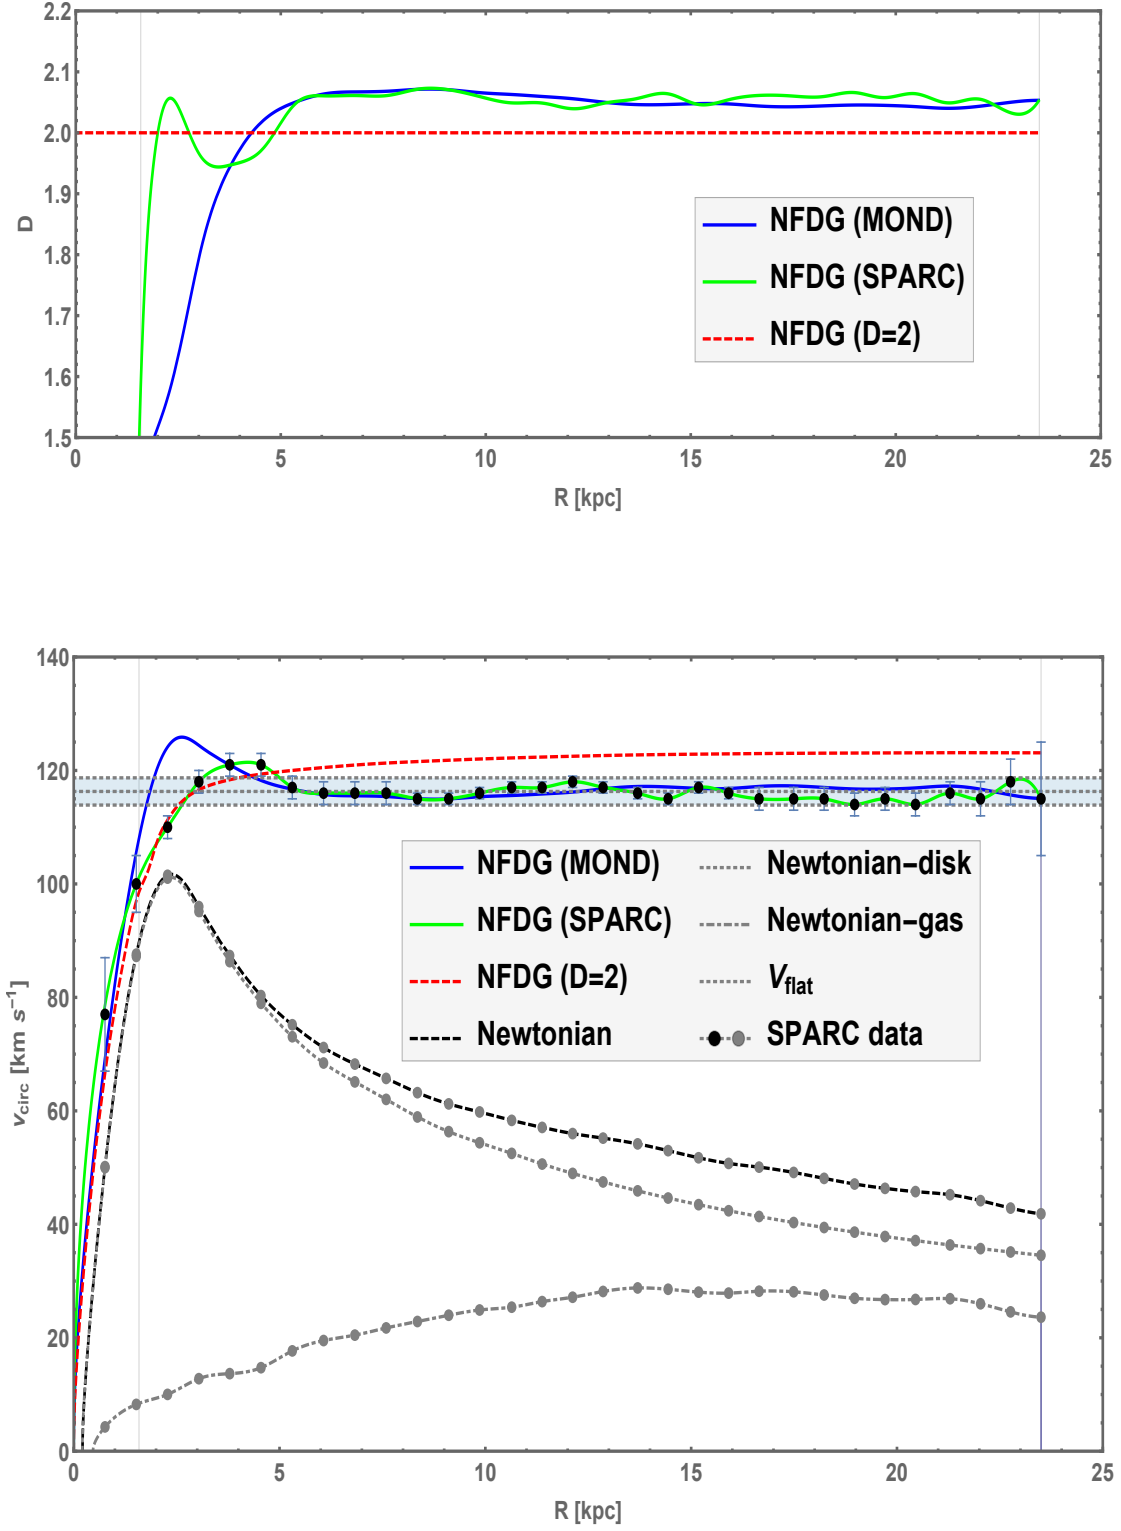 2.2
2.1
2.0
1.9
1.8
1.7
1.6
1.5
D
NFDG (MOND)
NFDG (SPARC)
NFDG (D=2)
0 5 10 15 20 25
R [kpc]
140
120
100
80
60
40
20
0
v_circ [km s⁻¹]
NFDG (MOND)
NFDG (SPARC)
NFDG (D=2)
Newtonian
Newtonian-disk
Newtonian-gas
V_flat
SPARC data
0 5 10 15 20 25
R [kpc]